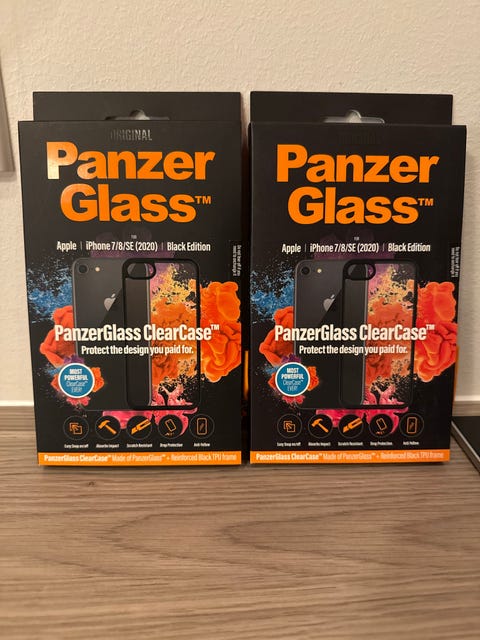 ORIGINAL
Panzer
Glass™
FOR
Apple | iPhone 7/8/SE (2020) | Black Edition
PanzerGlass ClearCase™
Protect the design you paid for.
MOST
POWERFUL
ClearCase™
EVER!
Easy Snap on/off
Absorbs Impact
Scratch Resistant
Drop Protection
Anti-Yellow
PanzerGlass ClearCase™ Made of PanzerGlass™ + Reinforced Black TPU frame
Panzer
Glass™
FOR
Apple | iPhone 7/8/SE (2020) | Black Edition
PanzerGlass ClearCase™
Protect the design you paid for.
MOST
POWERFUL
ClearCase™
EVER!
Easy Snap on/off
Absorbs Impact
Scratch Resistant
Drop Protection
Anti-Yellow
PanzerGlass ClearCase™ Made of PanzerGlass™ + Reinforced Black TPU frame